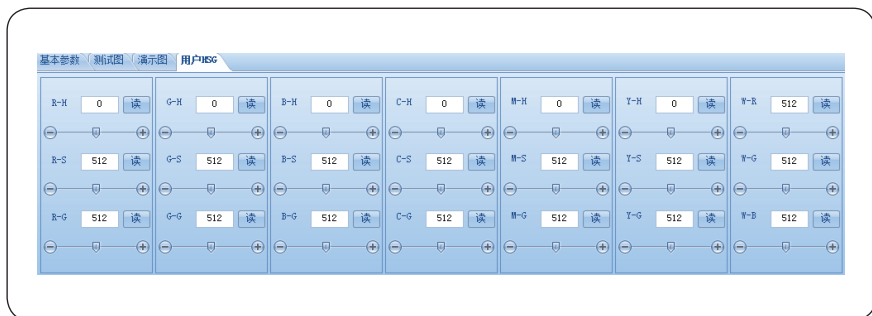 基本参数 测试图 演示图 用户HSG
R-H 0 读 G-H 0 读 B-H 0 读 C-H 0 读 M-H 0 读 Y-H 0 读 W-R 512 读
R-S 512 读 G-S 512 读 B-S 512 读 C-S 512 读 M-S 512 读 Y-S 512 读 W-G 512 读
R-G 512 读 G-G 512 读 B-G 512 读 C-G 512 读 M-G 512 读 Y-G 512 读 W-B 512 读